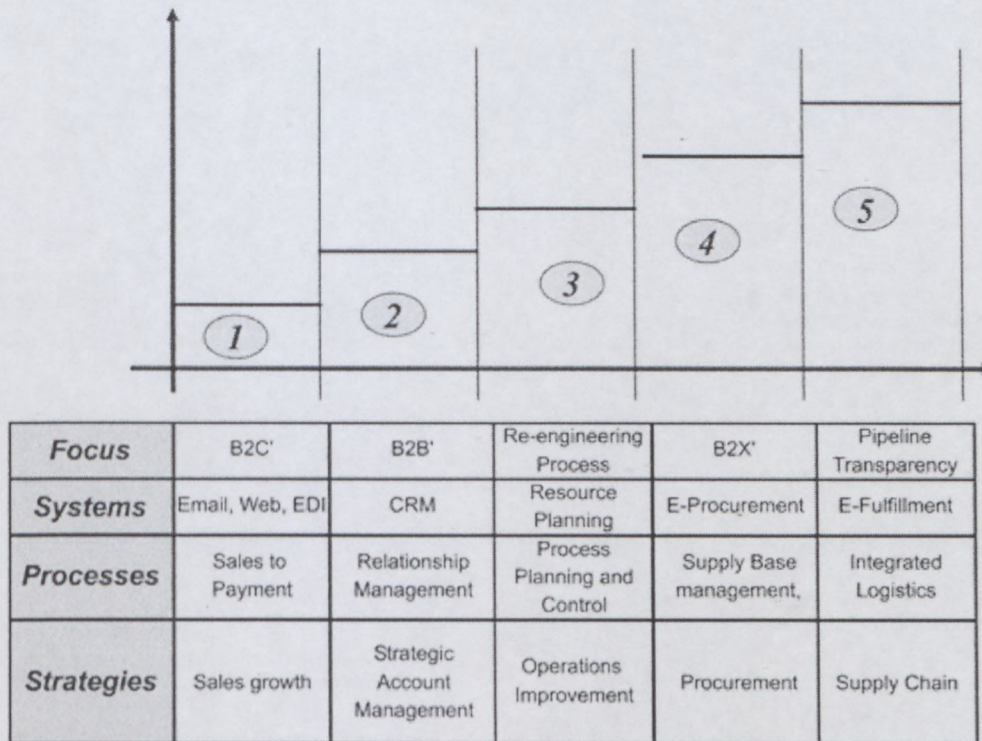 1
2
3
4
5
Focus
B2C'
B2B'
Re-engineering
Process
B2X'
Pipeline
Transparency
Systems
Email, Web, EDI
CRM
Resource
Planning
E-Procurement
E-Fulfillment
Processes
Sales to
Payment
Relationship
Management
Process
Planning and
Control
Supply Base
management,
Integrated
Logistics
Strategies
Sales growth
Strategic
Account
Management
Operations
Improvement
Procurement
Supply Chain